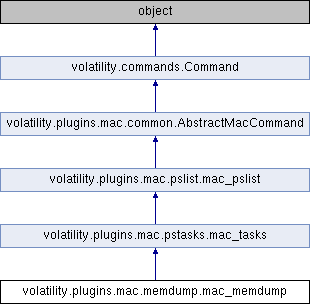 object
volatility.commands.Command
volatility.plugins.mac.common.AbstractMacCommand
volatility.plugins.mac.pslist.mac_pslist
volatility.plugins.mac.pstasks.mac_tasks
volatility.plugins.mac.memdump.mac_memdump